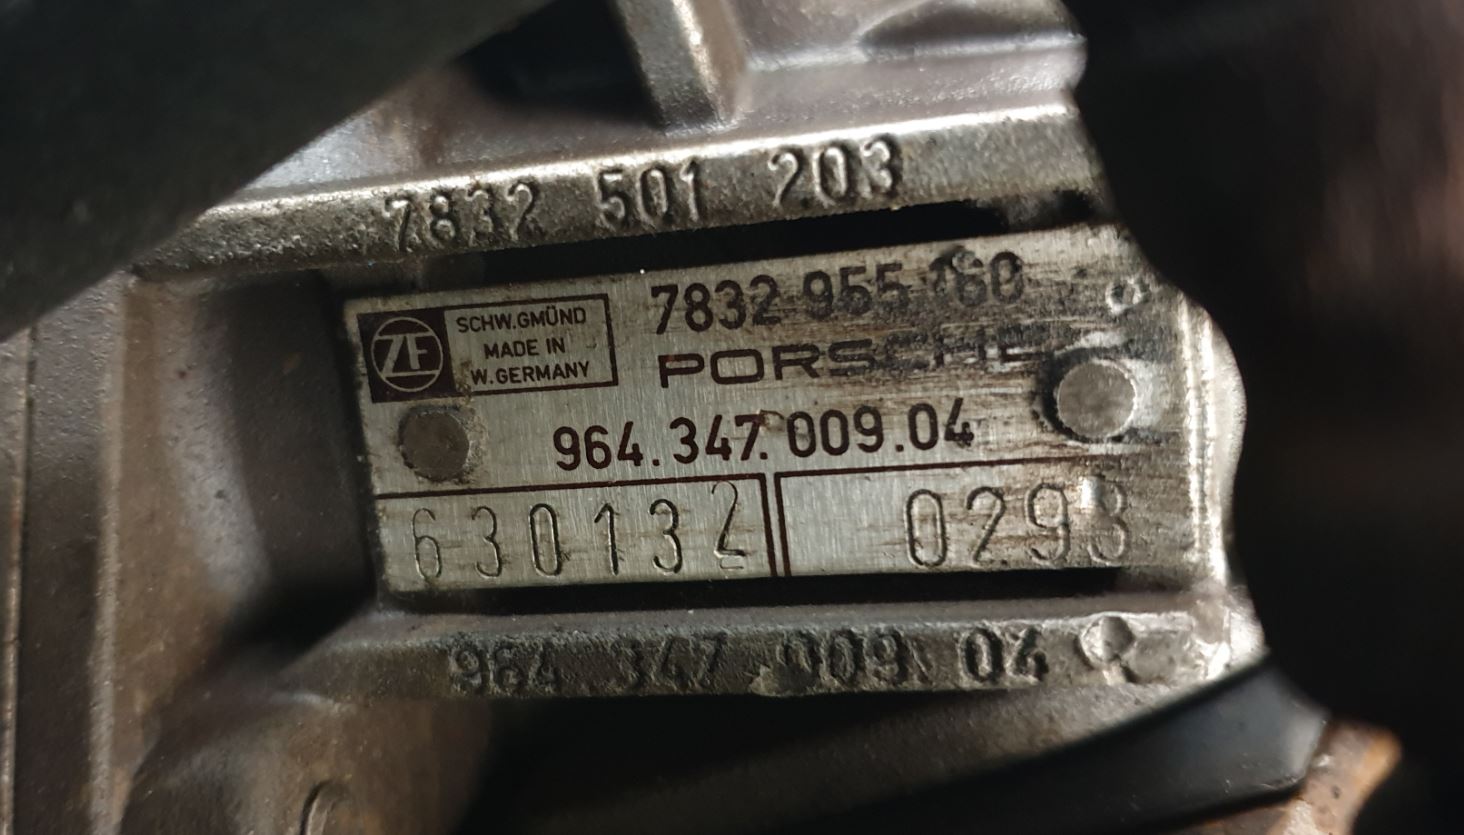 7832 501 203
7832 955 160
ZF
SCHW.GMÜND
MADE IN
W.GERMANY
PORSCHE
964.347.009.04
630132 0293
964 347 009 04